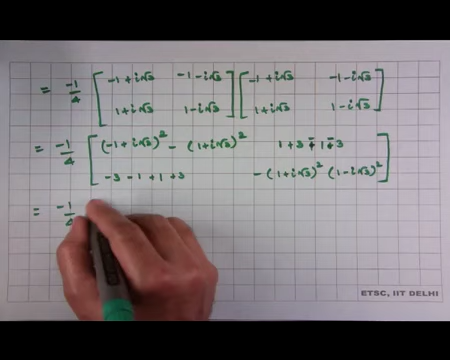 = -1/4 [ -1+i√3 -1-i√3 ] [ -1+i√3 -1-i√3 ]
1+i√3 1-i√3 1+i√3 1-i√3
= -1/4 [ (-1+i√3)² - (1+i√3)² 1+3-1-3 ]
-3-1+1+3 -(1+i√3)² (1-i√3)²
= -1/4
ETSC, IIT DELHI